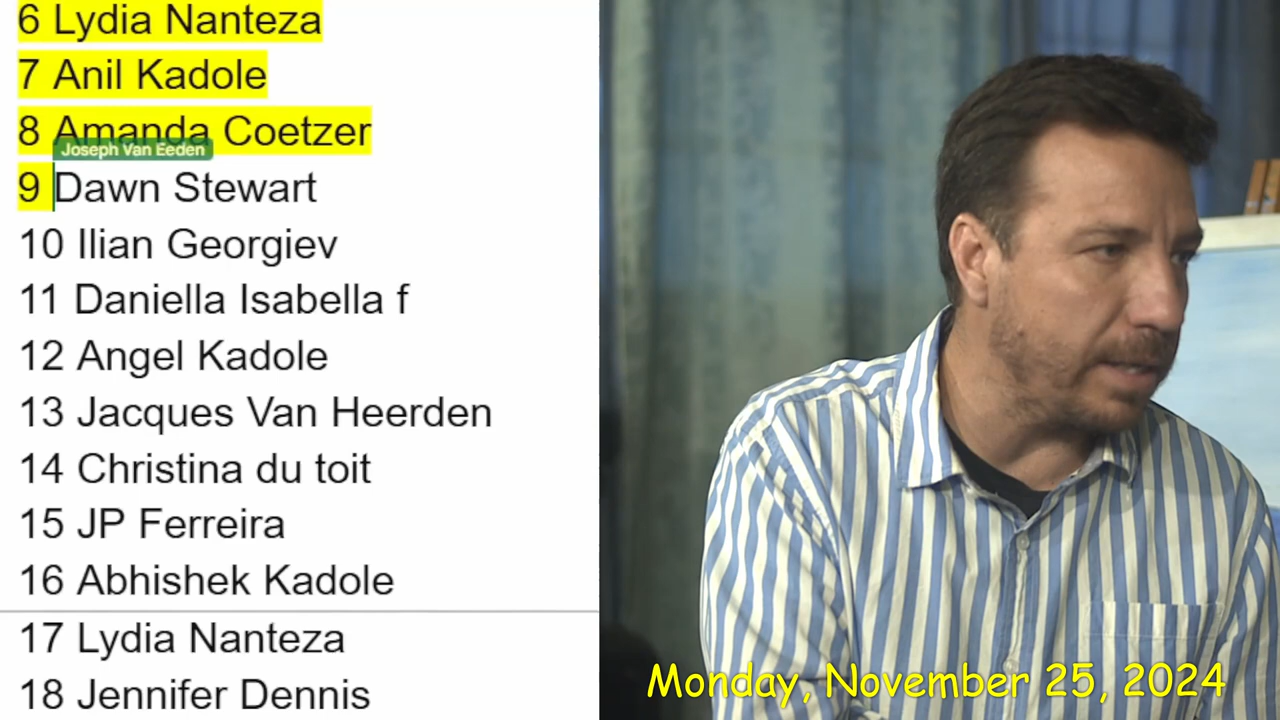 6 Lydia Nanteza
7 Anil Kadole
8 Amanda Coetzer
Joseph Van Eeden
9 Dawn Stewart
10 Ilian Georgiev
11 Daniella Isabella f
12 Angel Kadole
13 Jacques Van Heerden
14 Christina du toit
15 JP Ferreira
16 Abhishek Kadole
17 Lydia Nanteza
18 Jennifer Dennis
Monday, November 25, 2024